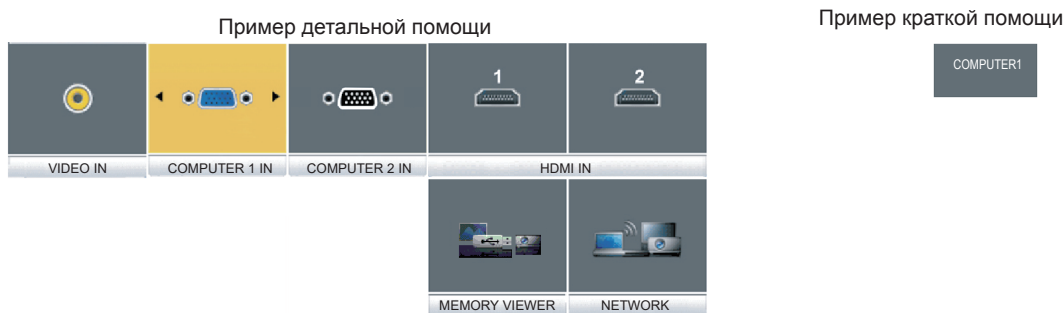 Пример детальной помощи
Пример краткой помощи
COMPUTER1
1
2
VIDEO IN
COMPUTER 1 IN
COMPUTER 2 IN
HDMI IN
MEMORY VIEWER
NETWORK